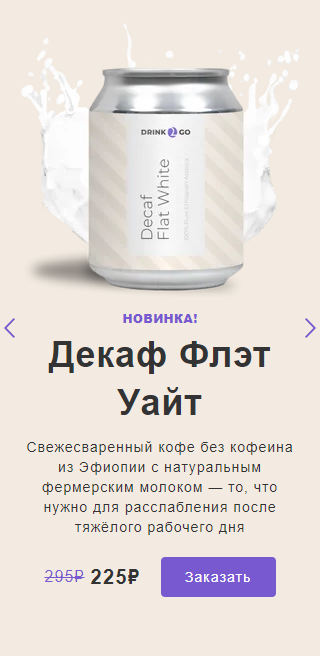 DRINK 2 GO
Decaf
Flat White
100% Pure Ethiopian Arabica
НОВИНКА!
Декаф Флэт
Уайт
Свежесваренный кофе без кофеина
из Эфиопии с натуральным
фермерским молоком — то, что
нужно для расслабления после
тяжёлого рабочего дня
295₽ 225₽
Заказать